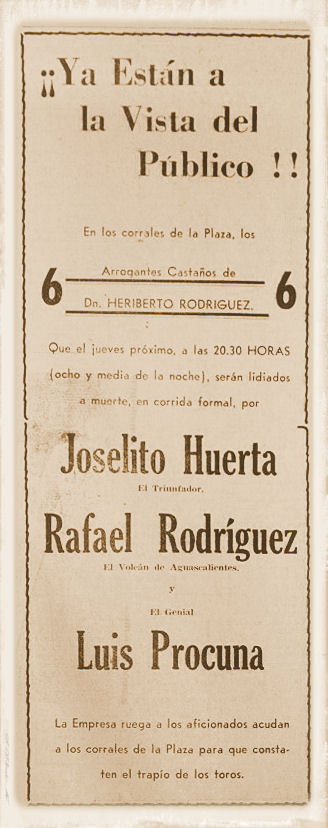 ¡¡Ya Están a
la Vista del
Público !!
En los corrales de la Plaza, los
6 Arrogantes Castaños de 6
Dn. HERIBERTO RODRIGUEZ.
Que el jueves próximo, a las 20.30 HORAS
(ocho y media de la noche), serán lidiados
a muerte, en corrida formal, por
Joselito Huerta
El Triunfador,
Rafael Rodríguez
El Volcán de Aguascalientes.
y
El Genial
Luis Procuna
La Empresa ruega a los aficionados acudan
a los corrales de la Plaza para que consta-
ten el trapío de los toros.